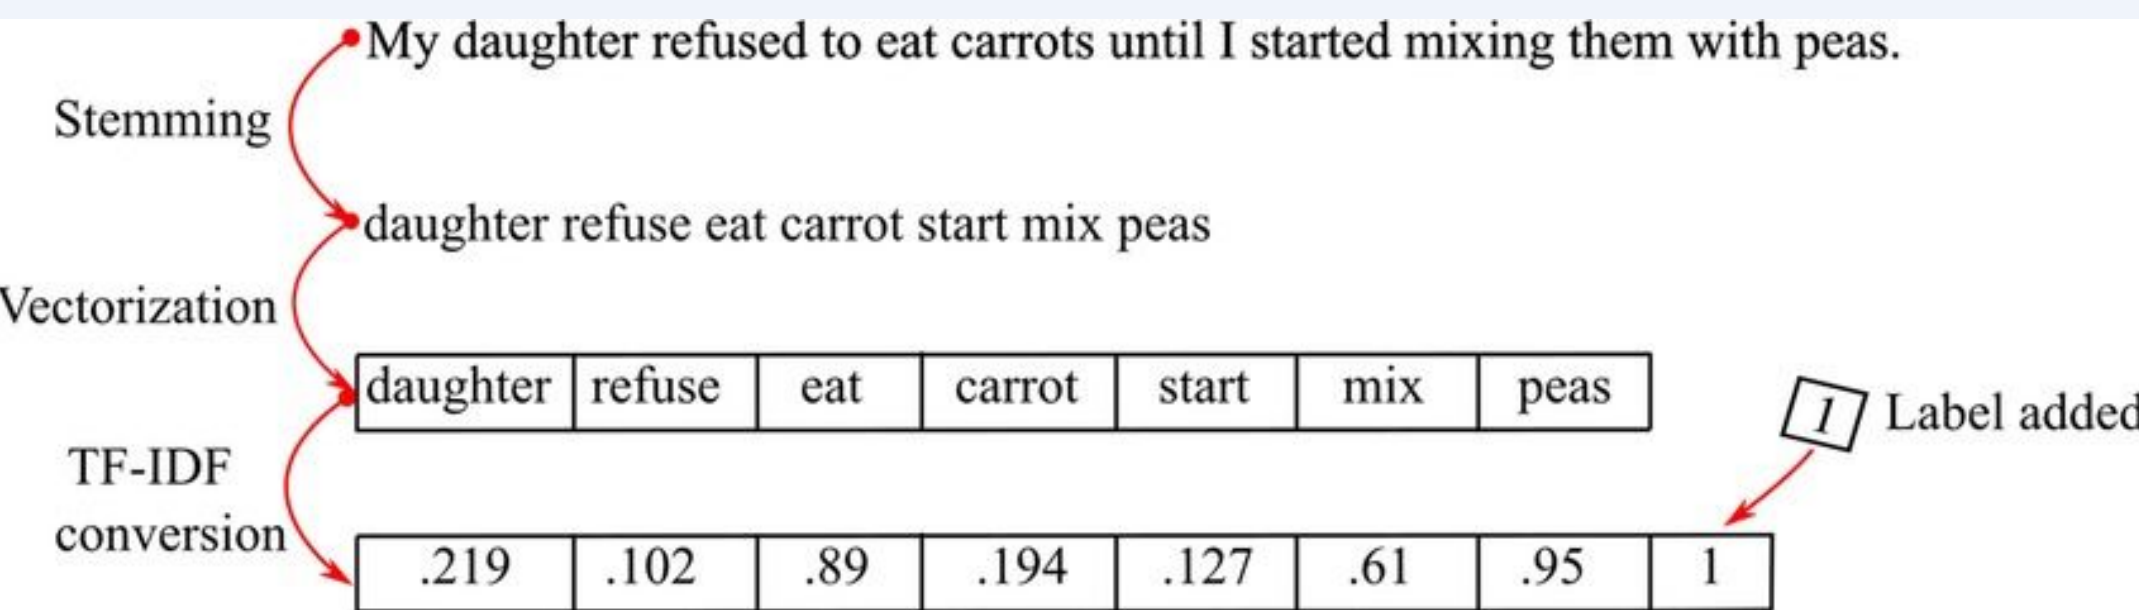 My daughter refused to eat carrots until I started mixing them with peas.
Stemming
daughter refuse eat carrot start mix peas
Vectorization
daughter refuse eat carrot start mix peas
1 Label added
TF-IDF
conversion
.219 .102 .89 .194 .127 .61 .95 1